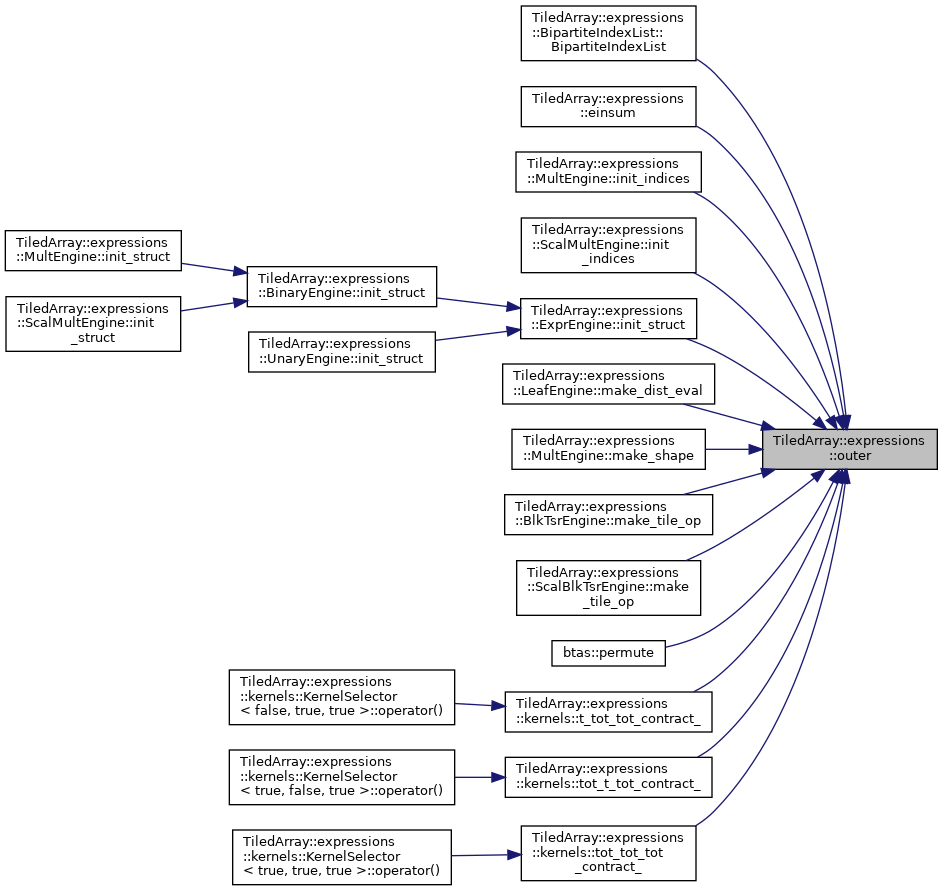 TiledArray::expressions
::BipartiteIndexList::
BipartiteIndexList
TiledArray::expressions
::einsum
TiledArray::expressions
::MultEngine::init_indices
TiledArray::expressions
::ScalMultEngine::init
_indices
TiledArray::expressions
::MultEngine::init_struct
TiledArray::expressions
::BinaryEngine::init_struct
TiledArray::expressions
::ScalMultEngine::init
_struct
TiledArray::expressions
::ExprEngine::init_struct
TiledArray::expressions
::UnaryEngine::init_struct
TiledArray::expressions
::LeafEngine::make_dist_eval
TiledArray::expressions
::outer
TiledArray::expressions
::MultEngine::make_shape
TiledArray::expressions
::BlkTsrEngine::make_tile_op
TiledArray::expressions
::ScalBlkTsrEngine::make
_tile_op
btas::permute
TiledArray::expressions
::kernels::KernelSelector
< false, true, true >::operator()
TiledArray::expressions
::kernels::t_tot_tot_contract_
TiledArray::expressions
::kernels::KernelSelector
< true, false, true >::operator()
TiledArray::expressions
::kernels::tot_t_tot_contract_
TiledArray::expressions
::kernels::KernelSelector
< true, true, true >::operator()
TiledArray::expressions
::kernels::tot_tot_tot
_contract_